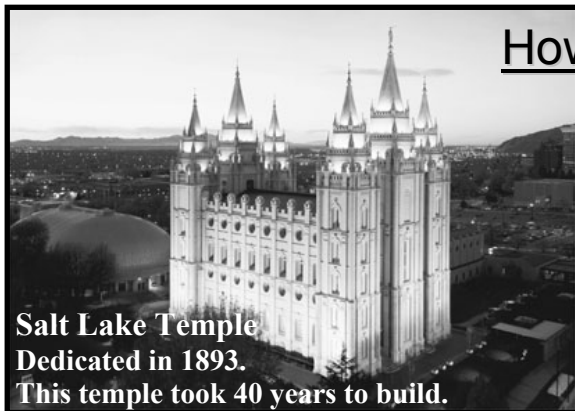 How
Salt Lake Temple
Dedicated in 1893.
This temple took 40 years to build.